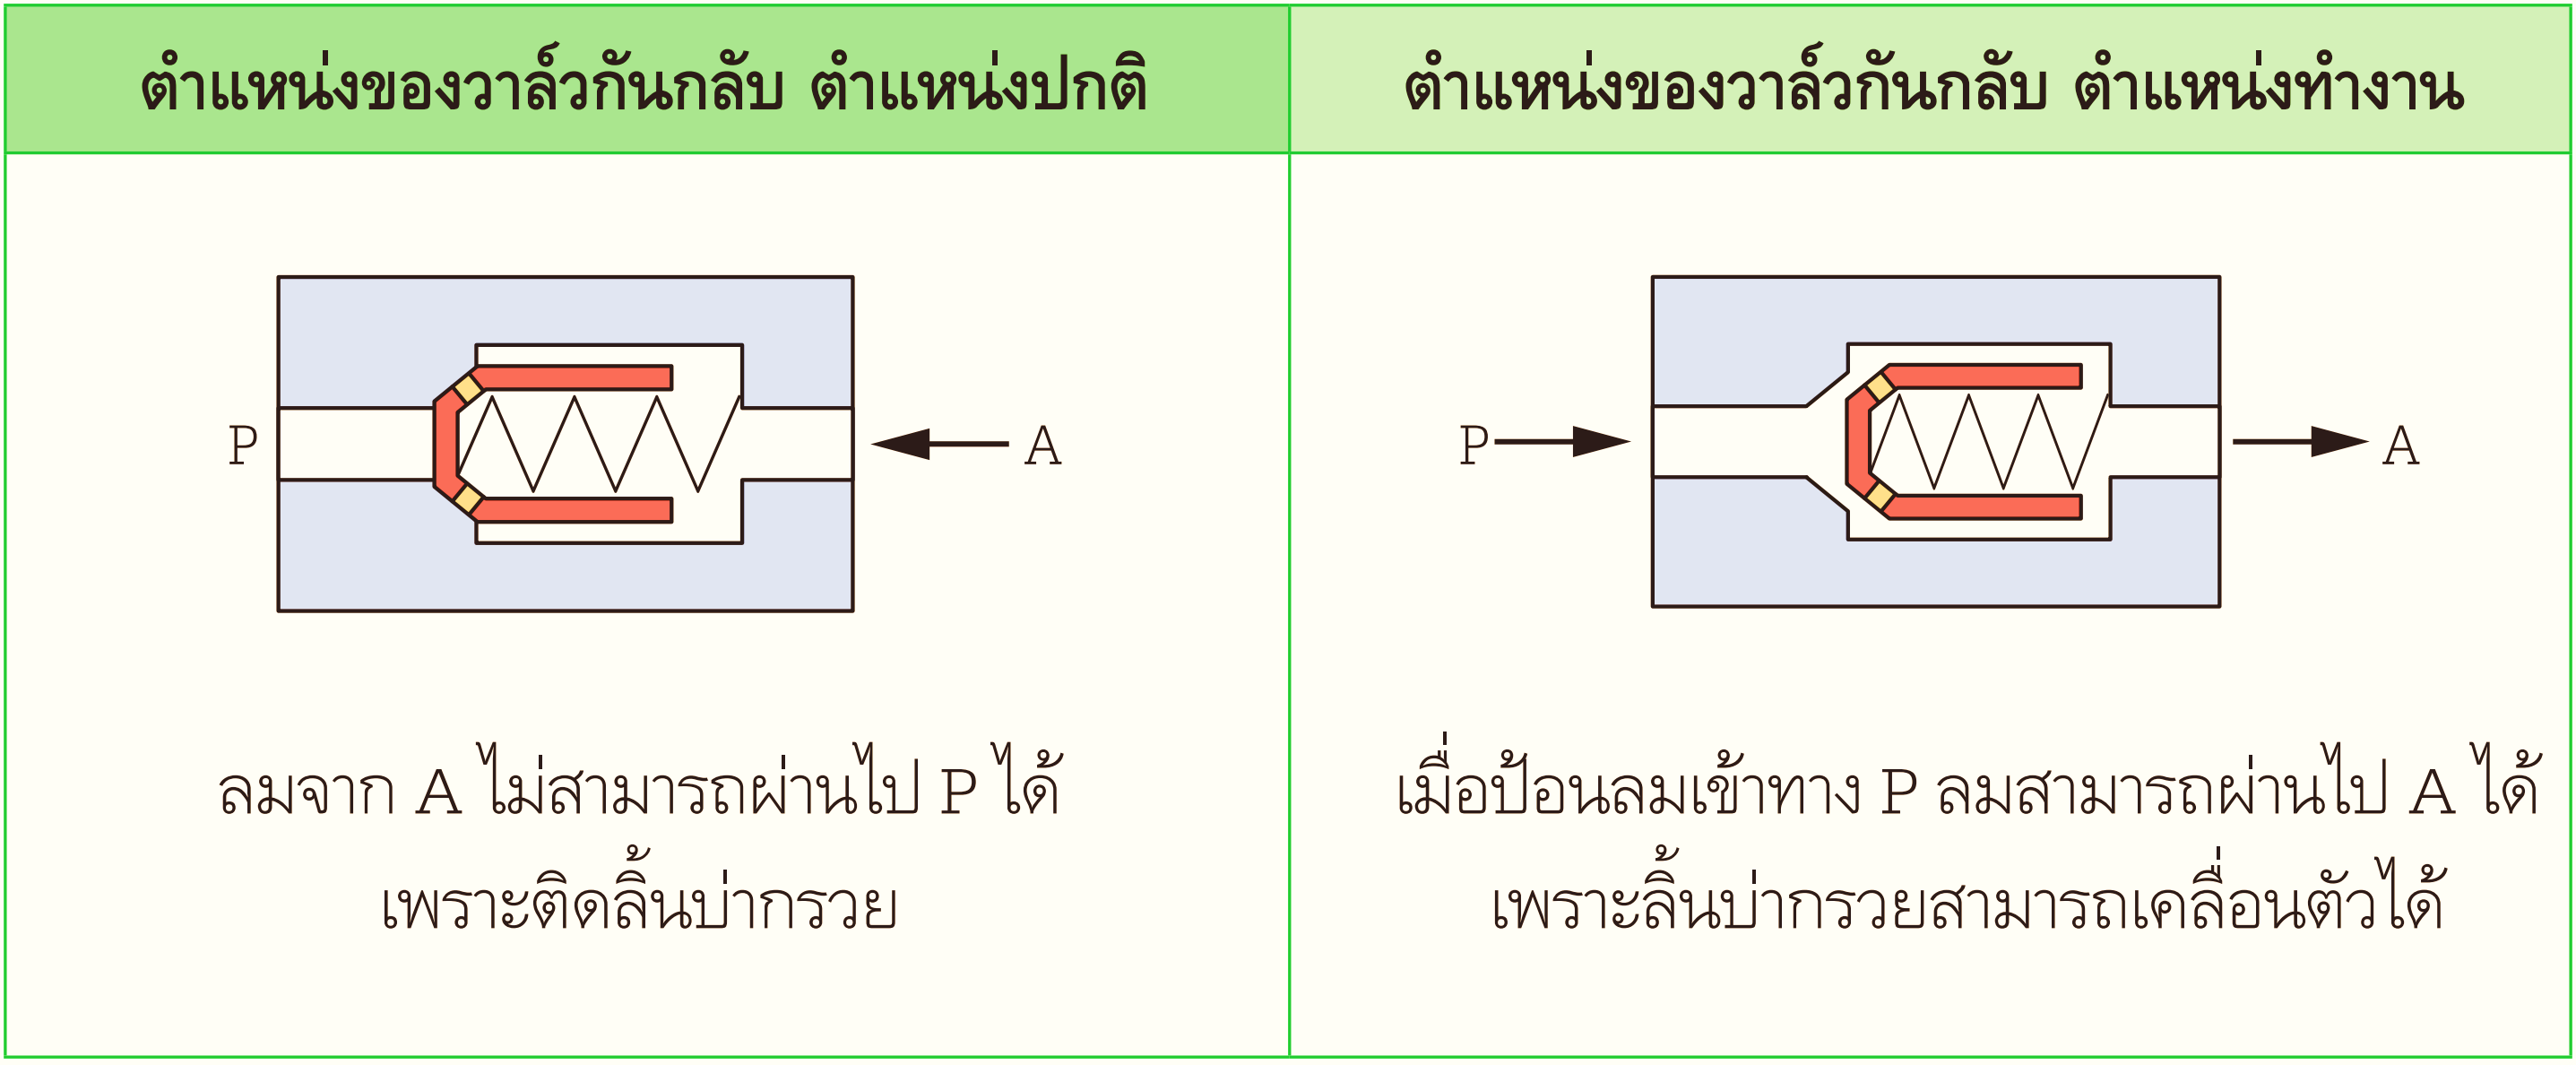 ตำแหน่งของวาล์วกันกลับ ตำแหน่งปกติ
ตำแหน่งของวาล์วกันกลับ ตำแหน่งทำงาน
P
A
P
A
ลมจาก A ไม่สามารถผ่านไป P ได้
เพราะติดลิ้นบ่ากรวย
เมื่อป้อนลมเข้าทาง P ลมสามารถผ่านไป A ได้
เพราะลิ้นบ่ากรวยสามารถเคลื่อนตัวได้